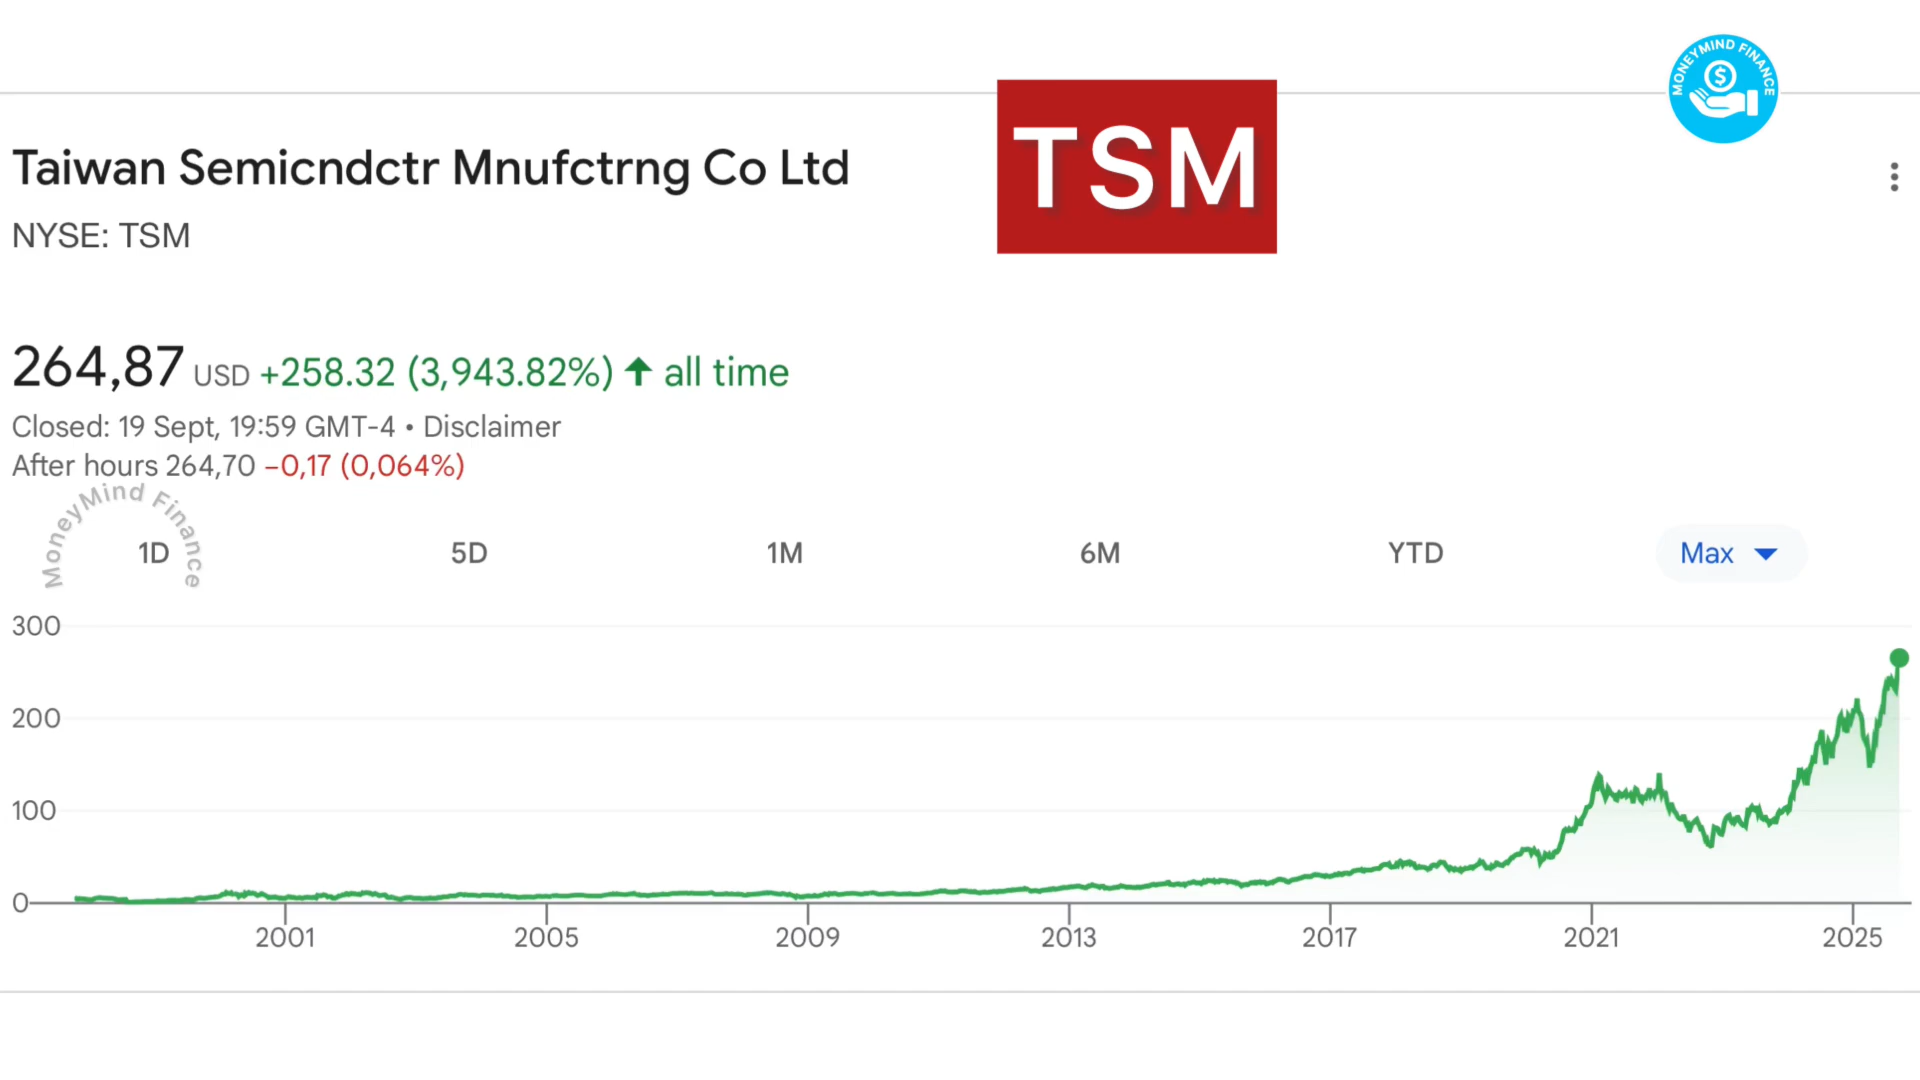 MONEYMIND FINANCE
$
TSM
Taiwan Semicndctr Mnufctrng Co Ltd
NYSE: TSM
264,87 USD +258.32 (3,943.82%) ↑ all time
Closed: 19 Sept, 19:59 GMT-4 • Disclaimer
After hours 264,70 −0,17 (0,064%)
MoneyMind Finance
1D 5D 1M 6M YTD Max
300
200
100
0
2001 2005 2009 2013 2017 2021 2025